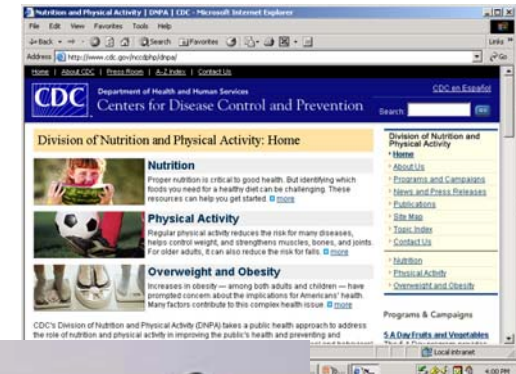 Nutrition and Physical Activity | DNPA | CDC - Microsoft Internet Explorer
File Edit View Favorites Tools Help
Back Search Favorites
Links
Address http://www.cdc.gov/nccdphp/dnpa/
Go
Home | About CDC | Press Room | A-Z Index | Contact Us
CDC
Department of Health and Human Services
Centers for Disease Control and Prevention
CDC en Español
Search:
Division of Nutrition and Physical Activity: Home
Nutrition
Proper nutrition is critical to good health. But identifying which
foods you need for a healthy diet can be challenging. These
resources can help you get started. more
Physical Activity
Regular physical activity reduces the risk for many diseases,
helps control weight, and strengthens muscles, bones, and joints.
For older adults, it can also reduce the risk for falls. more
Overweight and Obesity
Increases in obesity — among both adults and children — have
prompted concern about the implications for Americans' health.
Many factors contribute to this complex health issue. more
CDC's Division of Nutrition and Physical Activity (DNPA) takes a public health approach to address
the role of nutrition and physical activity in improving the public's health and preventing and
Division of Nutrition and
Physical Activity
Home
About Us
Programs and Campaigns
News and Press Releases
Publications
Site Map
Topic Index
Contact Us
Nutrition
Physical Activity
Overweight and Obesity
Programs & Campaigns
5 A Day Fruits and Vegetables
Local intranet
4:00 PM